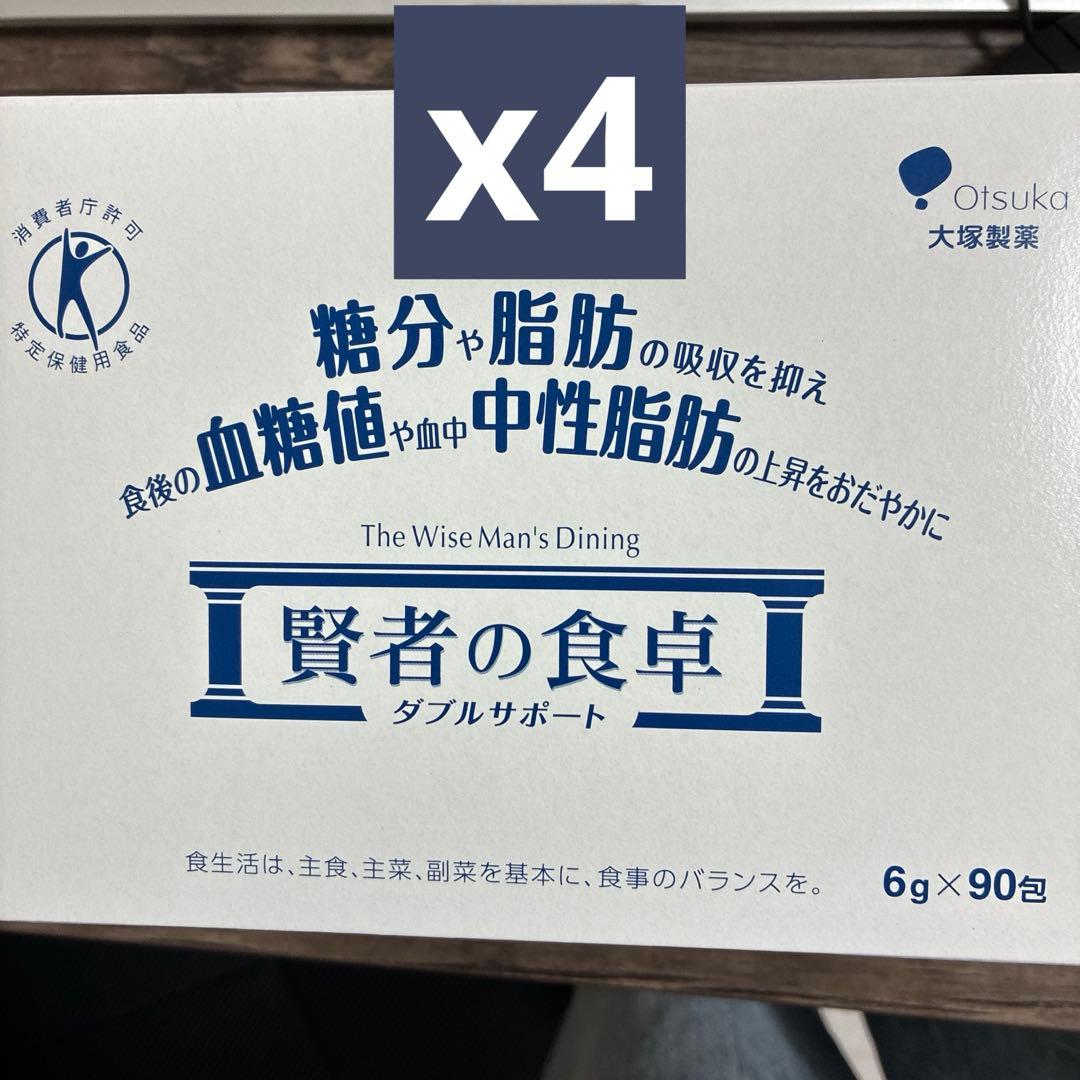 x4
消費者庁許可
特定保健用食品
Otsuka
大塚製薬
糖分や脂肪の吸収を抑え
食後の血糖値や血中中性脂肪の上昇をおだやかに
The Wise Man's Dining
賢者の食卓
ダブルサポート
食生活は、主食、主菜、副菜を基本に、食事のバランスを。
6g×90包